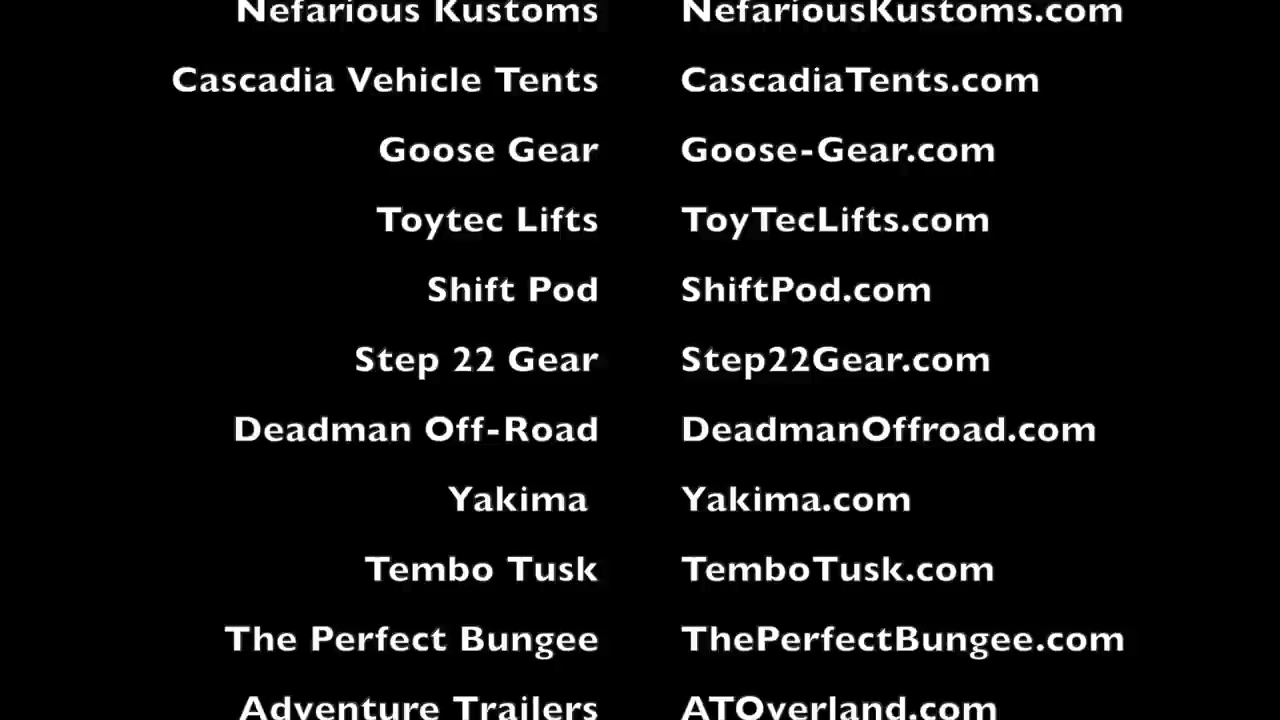 Nefarious Kustoms NefariousKustoms.com
Cascadia Vehicle Tents CascadiaTents.com
Goose Gear Goose-Gear.com
Toytec Lifts ToyTecLifts.com
Shift Pod ShiftPod.com
Step 22 Gear Step22Gear.com
Deadman Off-Road DeadmanOffroad.com
Yakima Yakima.com
Tembo Tusk TemboTusk.com
The Perfect Bungee ThePerfectBungee.com
Adventure Trailers ATOverland.com